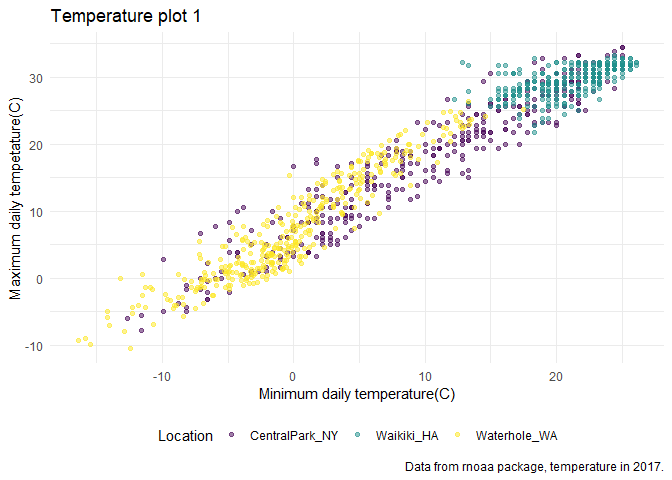 Temperature plot 1
Maximum daily tempetature(C)
30
20
10
0
-10
-10 0 10 20
Minimum daily temperature(C)
Location CentralPark_NY Waikiki_HA Waterhole_WA
Data from rnoaa package, temperature in 2017.